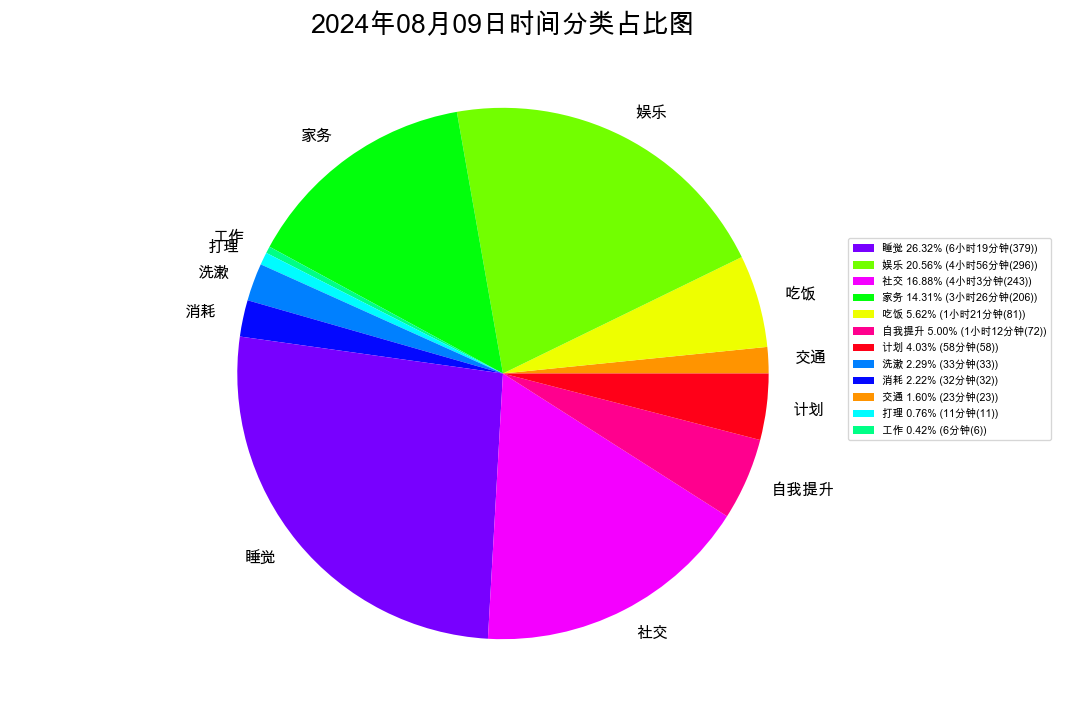 2024年08月09日时间分类占比图
娱乐
家务
工作
打理
洗漱
消耗
吃饭
交通
计划
自我提升
睡觉
社交
睡觉 26.32% (6小时19分钟(379))
娱乐 20.56% (4小时56分钟(296))
社交 16.88% (4小时3分钟(243))
家务 14.31% (3小时26分钟(206))
吃饭 5.62% (1小时21分钟(81))
自我提升 5.00% (1小时12分钟(72))
计划 4.03% (58分钟(58))
洗漱 2.29% (33分钟(33))
消耗 2.22% (32分钟(32))
交通 1.60% (23分钟(23))
打理 0.76% (11分钟(11))
工作 0.42% (6分钟(6))